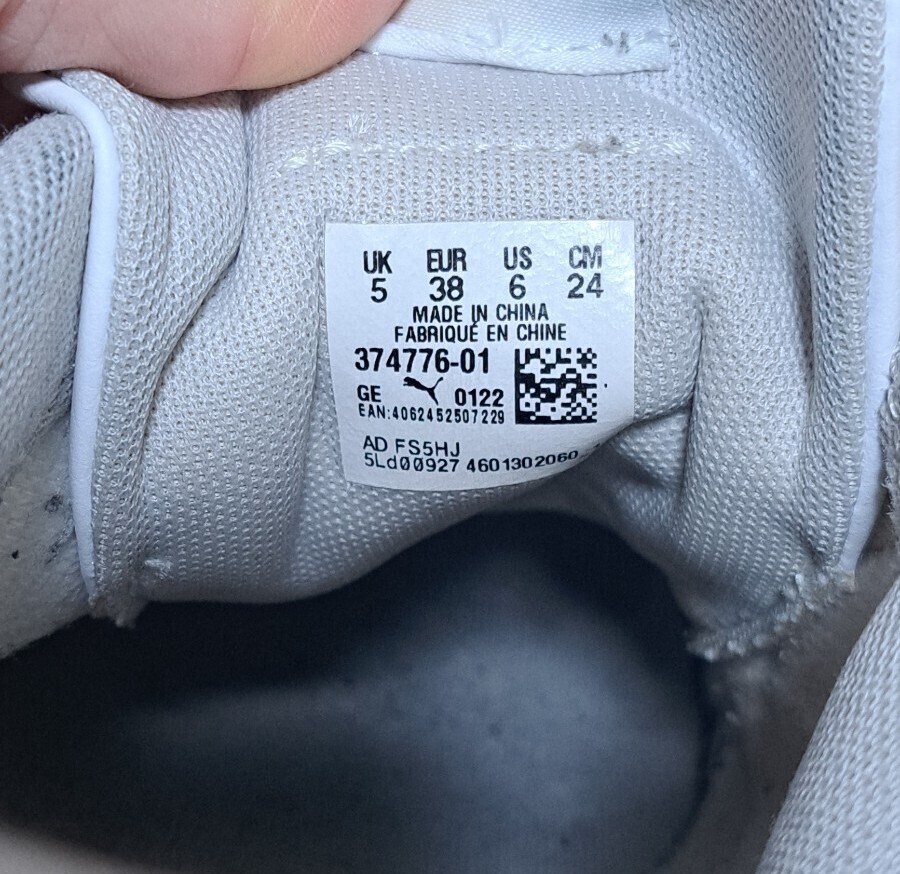 UK EUR US CM
5 38 6 24
MADE IN CHINA
FABRIQUÉ EN CHINE
374776-01
GE 0122
EAN:4062452507229
AD FS5HJ
5Ld00927 4601302060